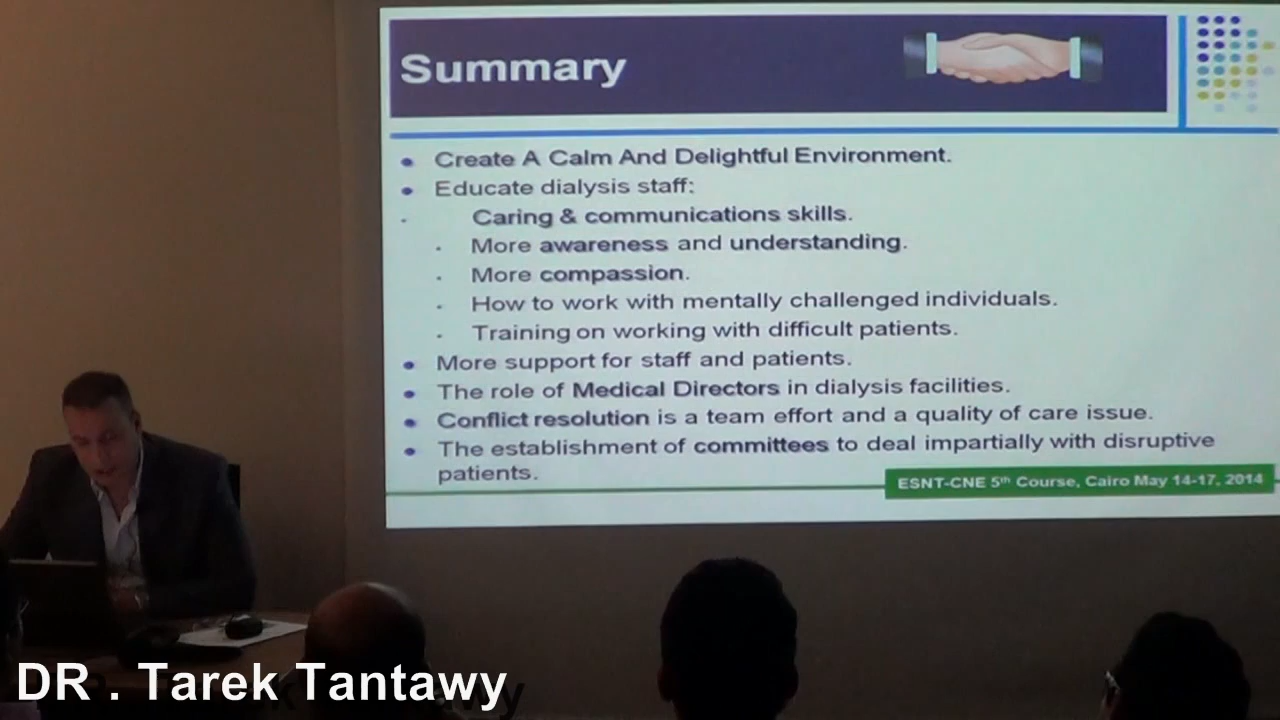 Summary
Create A Calm And Delightful Environment.
Educate dialysis staff:
Caring & communications skills.
More awareness and understanding.
More compassion.
How to work with mentally challenged individuals.
Training on working with difficult patients.
More support for staff and patients.
The role of Medical Directors in dialysis facilities.
Conflict resolution is a team effort and a quality of care issue.
The establishment of committees to deal impartially with disruptive
patients.
ESNT-CNE 5th Course, Cairo May 14-17, 2014
DR . Tarek Tantawy